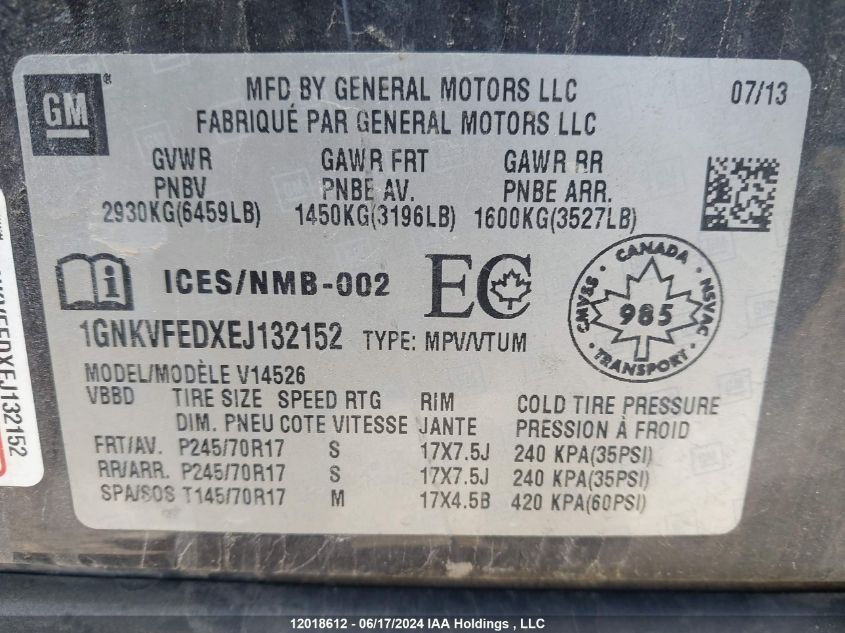 GM
MFD BY GENERAL MOTORS LLC
07/13
FABRIQUÉ PAR GENERAL MOTORS LLC
GVWR GAWR FRT GAWR RR
PNBV PNBE AV. PNBE ARR.
2930KG(6459LB) 1450KG(3196LB) 1600KG(3527LB)
i ICES/NMB-002 EC
CANADA
CMVSS NSVAC
985
TRANSPORT
1GNKVFEDXEJ132152 TYPE: MPV/VTUM
MODEL/MODÈLE V14526
VBBD TIRE SIZE SPEED RTG RIM COLD TIRE PRESSURE
DIM. PNEU COTE VITESSE JANTE PRESSION À FROID
FRT/AV. P245/70R17 S 17X7.5J 240 KPA(35PSI)
RR/ARR. P245/70R17 S 17X7.5J 240 KPA(35PSI)
SPA/SOS T145/70R17 M 17X4.5B 420 KPA(60PSI)
VFEDXEJ132152
12018612 - 06/17/2024 IAA Holdings , LLC